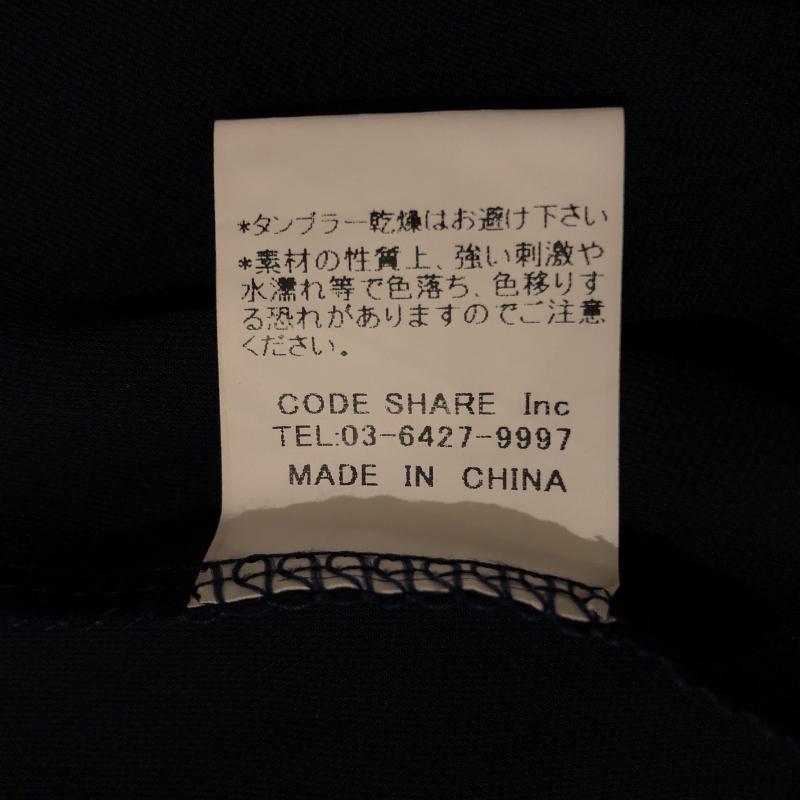 *タンブラー乾燥はお避け下さい
*素材の性質上、強い刺激や
水濡れ等で色落ち、色移りす
る恐れがありますのでご注意
ください。
CODE SHARE Inc
TEL:03-6427-9997
MADE IN CHINA